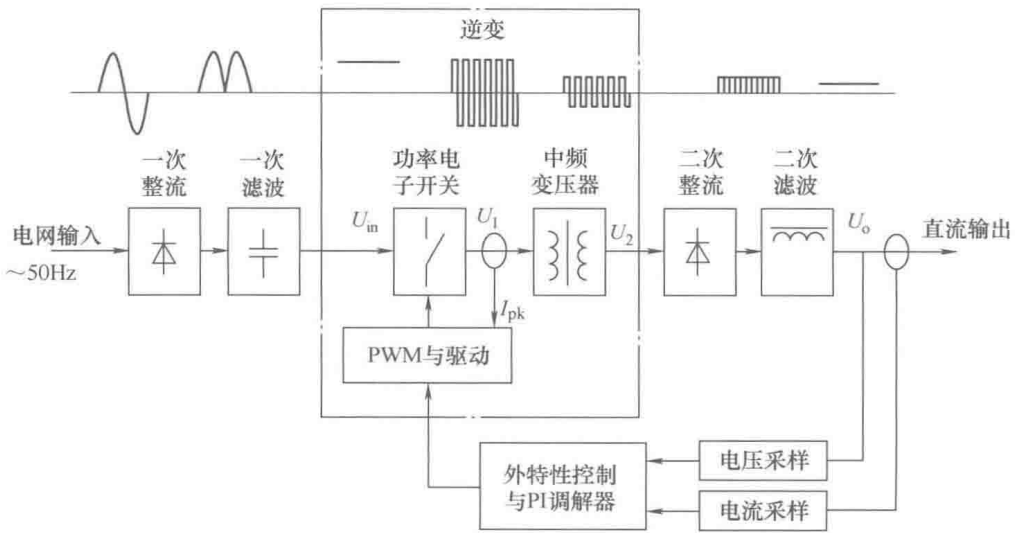 逆变
一次
整流
一次
滤波
功率电
子开关
中频
变压器
二次
整流
二次
滤波
电网输入
～50Hz
Uin
U1
U2
Uo
直流输出
Ipk
PWM与驱动
外特性控制
与PI调解器
电压采样
电流采样